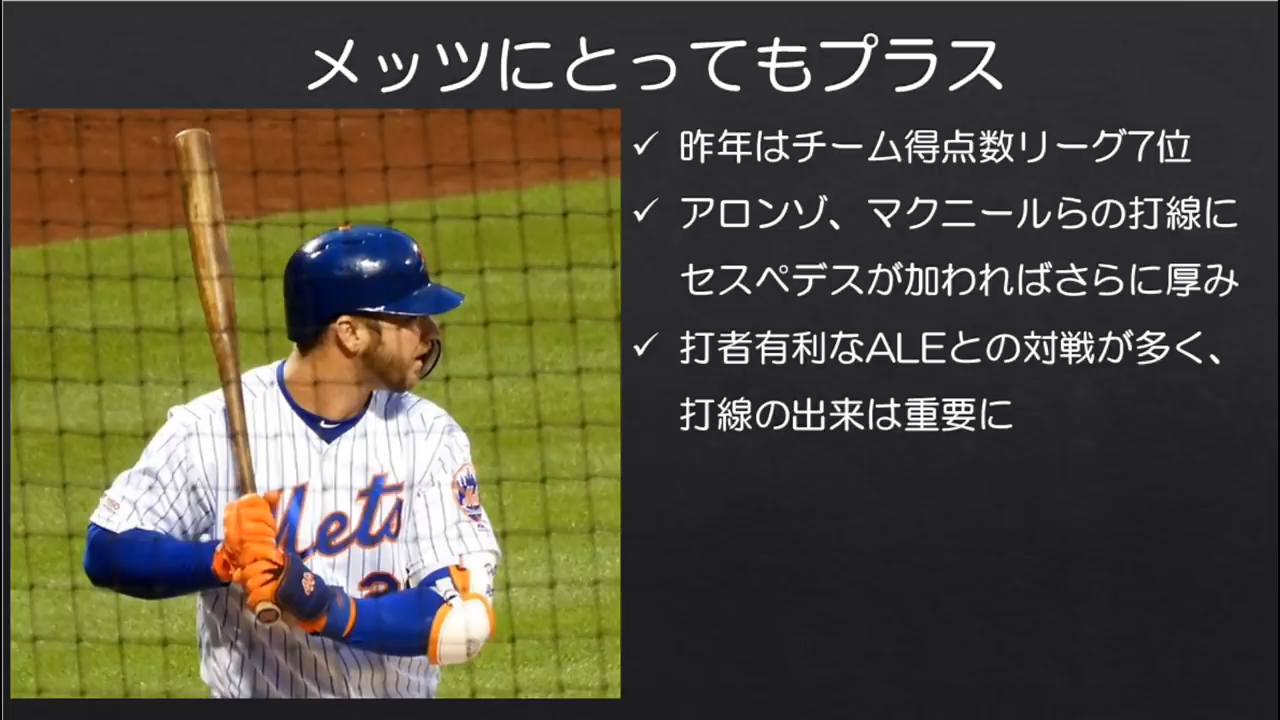 メッツにとってもプラス
✓ 昨年はチーム得点数リーグ7位
✓ アロンゾ、マクニールらの打線に
セスペデスが加わればさらに厚み
✓ 打者有利なALEとの対戦が多く、
打線の出来は重要に
Mets